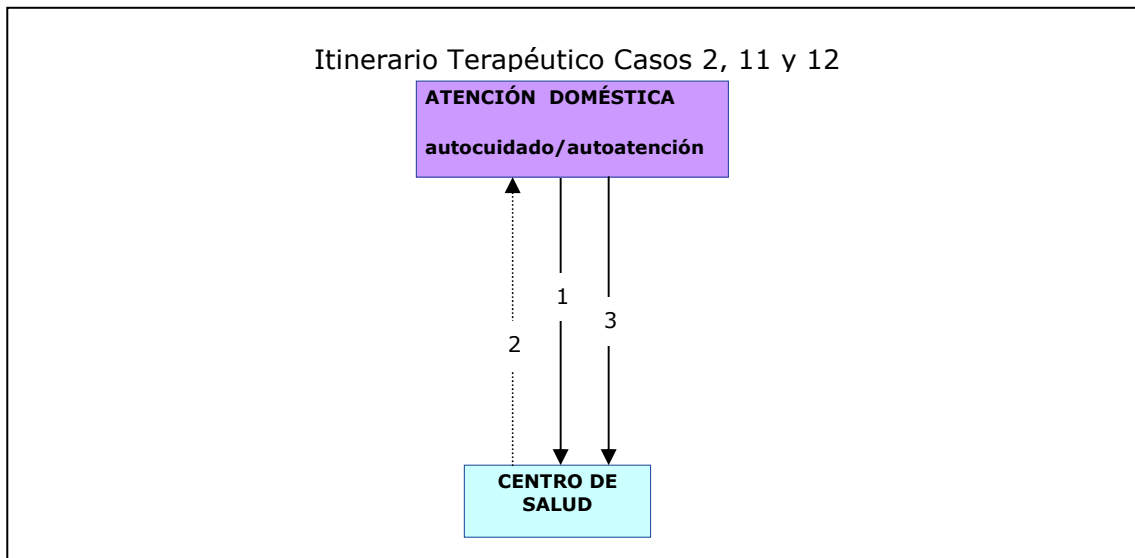 Itinerario Terapéutico Casos 2, 11 y 12
ATENCIÓN DOMÉSTICA
autocuidado/autoatención
1
3
2
CENTRO DE
SALUD